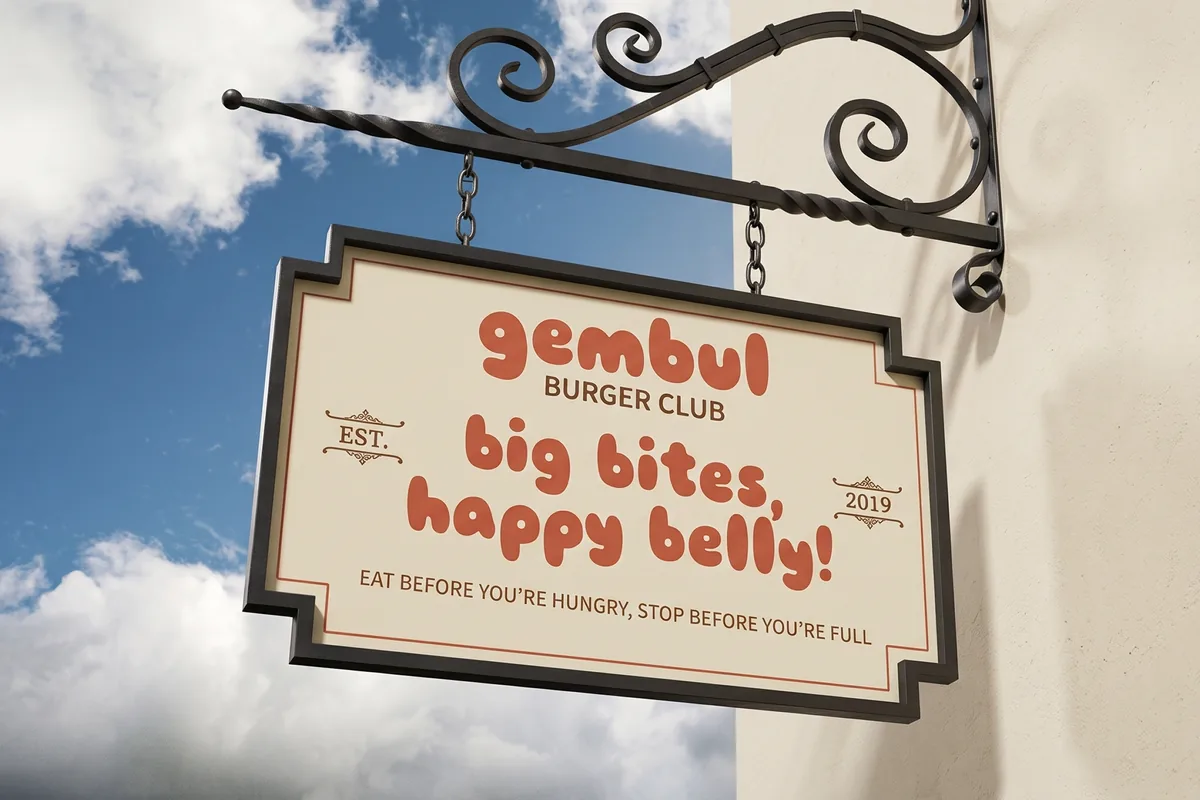 gembul
BURGER CLUB
EST.
big bites,
happy belly!
2019
EAT BEFORE YOU’RE HUNGRY, STOP BEFORE YOU’RE FULL